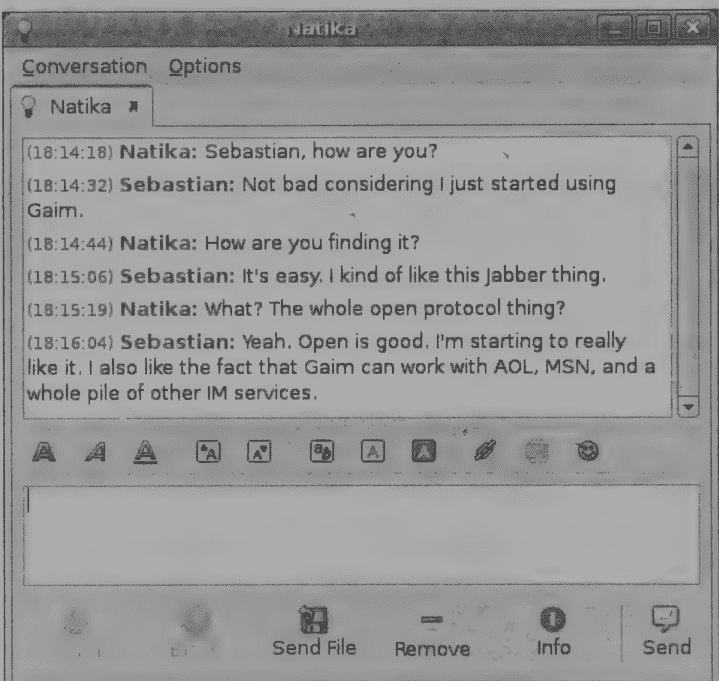 Natika
Conversation Options
Natika
(18:14:18) Natika: Sebastian, how are you?
(18:14:32) Sebastian: Not bad considering I just started using
Gaim.
(18:14:44) Natika: How are you finding it?
(18:15:06) Sebastian: It's easy. I kind of like this Jabber thing.
(18:15:19) Natika: What? The whole open protocol thing?
(18:16:04) Sebastian: Yeah. Open is good. I'm starting to really
like it. I also like the fact that Gaim can work with AOL, MSN, and a
whole pile of other IM services.
Send File Remove Info Send